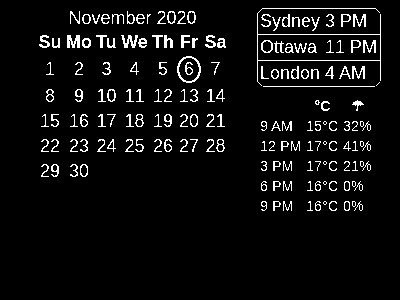 November 2020
Su Mo Tu We Th Fr Sa
1 2 3 4 5 6 7
8 9 10 11 12 13 14
15 16 17 18 19 20 21
22 23 24 25 26 27 28
29 30
Sydney 3 PM
Ottawa 11 PM
London 4 AM
°C ☂
9 AM 15°C 32%
12 PM 17°C 41%
3 PM 17°C 21%
6 PM 16°C 0%
9 PM 16°C 0%